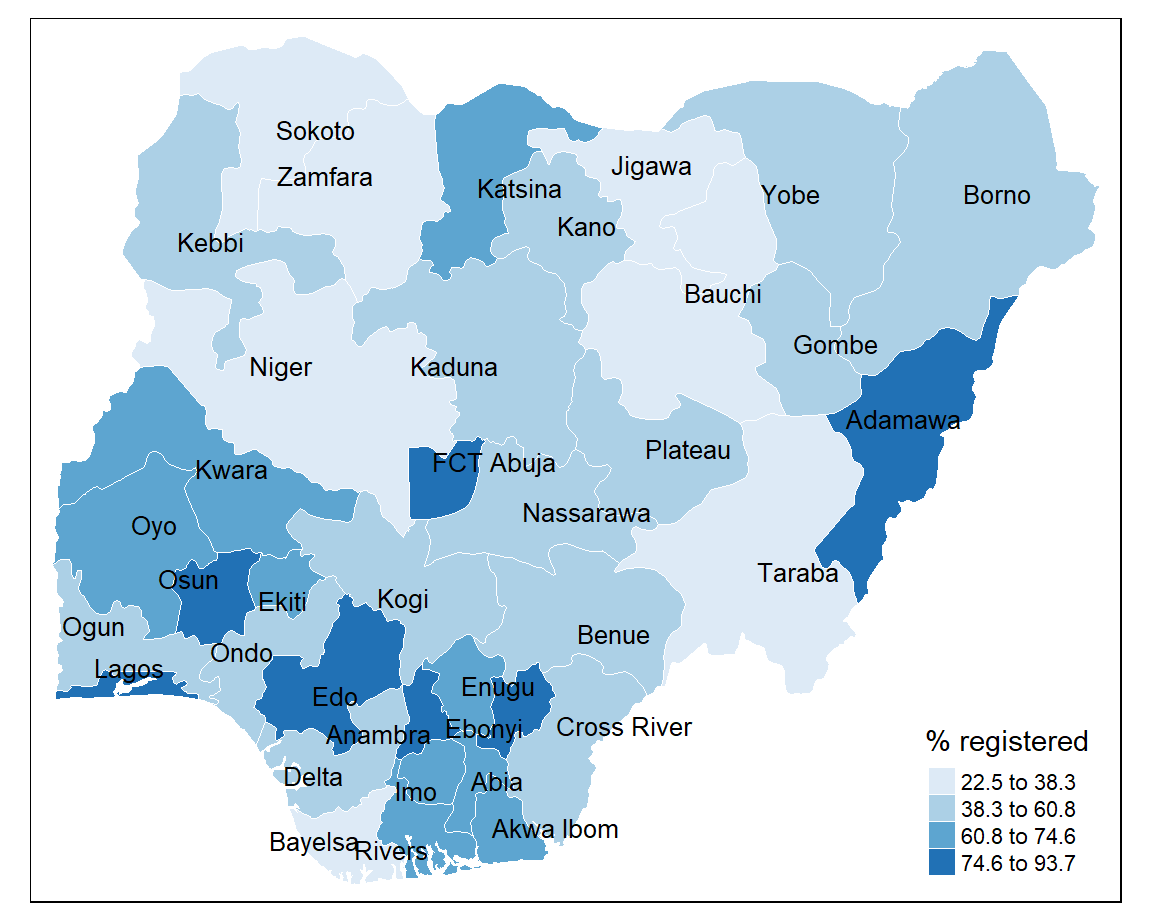 Sokoto
Zamfara
Jigawa
Katsina
Yobe
Borno
Kano
Kebbi
Bauchi
Gombe
Niger
Kaduna
Adamawa
Plateau
FCT Abuja
Kwara
Nassarawa
Oyo
Taraba
Osun
Ekiti
Kogi
Ogun
Benue
Ondo
Lagos
Enugu
Edo
Cross River
Ebonyi
Anambra
Delta
Abia
Imo
Akwa Ibom
Bayelsa
Rivers
% registered
22.5 to 38.3
38.3 to 60.8
60.8 to 74.6
74.6 to 93.7